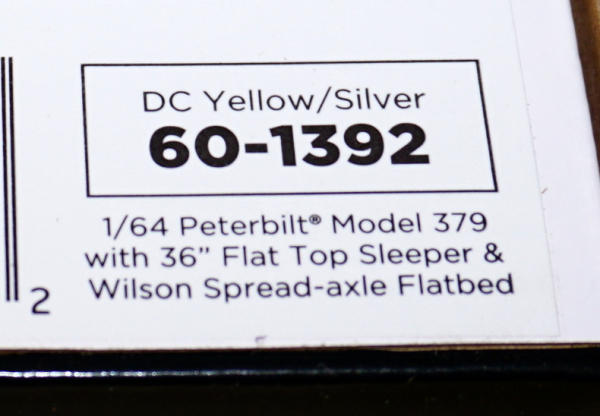 DC Yellow/Silver
60-1392
1/64 Peterbilt® Model 379
with 36” Flat Top Sleeper &
Wilson Spread-axle Flatbed
2